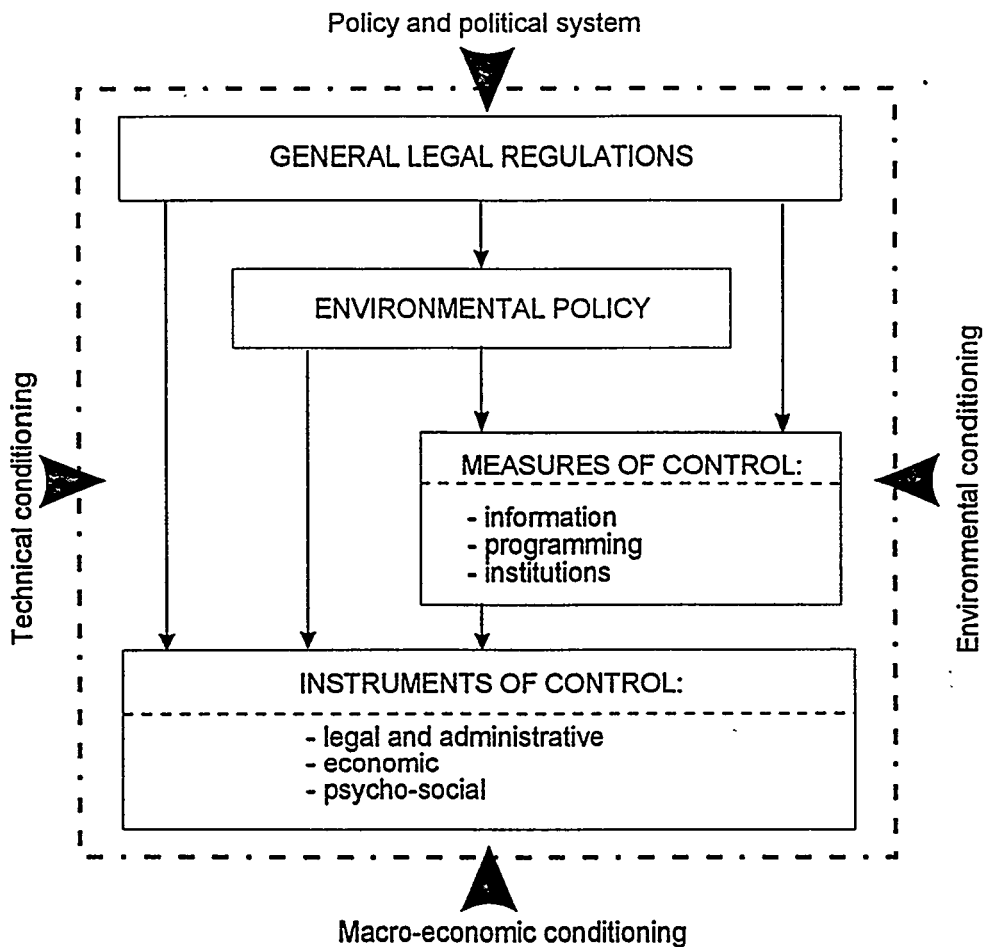 Policy and political system
GENERAL LEGAL REGULATIONS
ENVIRONMENTAL POLICY
Technical conditioning
Environmental conditioning
MEASURES OF CONTROL:
- information
- programming
- institutions
INSTRUMENTS OF CONTROL:
- legal and administrative
- economic
- psycho-social
Macro-economic conditioning